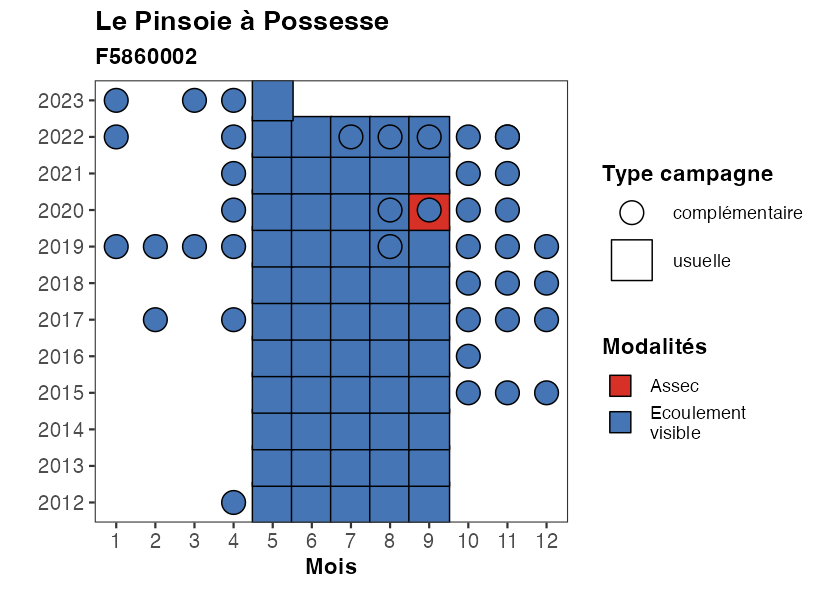 Le Pinsoie à Possesse
F5860002
2023
2022
2021
2020
2019
2018
2017
2016
2015
2014
2013
2012
1 2 3 4 5 6 7 8 9 10 11 12
Mois
Type campagne
complémentaire
usuelle
Modalités
Assec
Ecoulement
visible